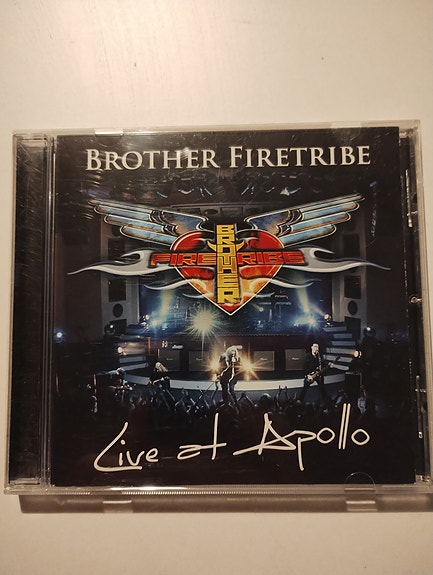 BROTHER FIRETRIBE
BROTHER
FIRETRIBE
Live at Apollo